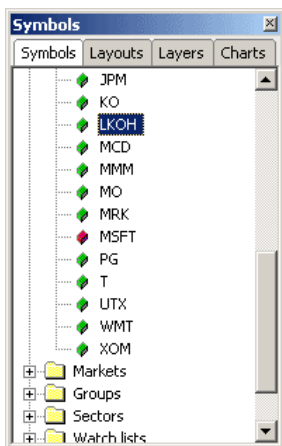 Symbols
Symbols Layouts Layers Charts
JPM
KO
LKOH
MCD
MMM
MO
MRK
MSFT
PG
T
UTX
WMT
XOM
Markets
Groups
Sectors
Watch lists